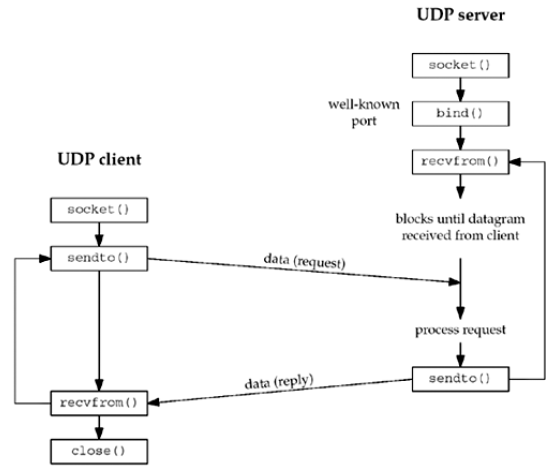 UDP server
socket()
well-known
port
bind()
recvfrom()
UDP client
blocks until datagram
received from client
socket()
sendto()
data (request)
process request
data (reply)
sendto()
recvfrom()
close()